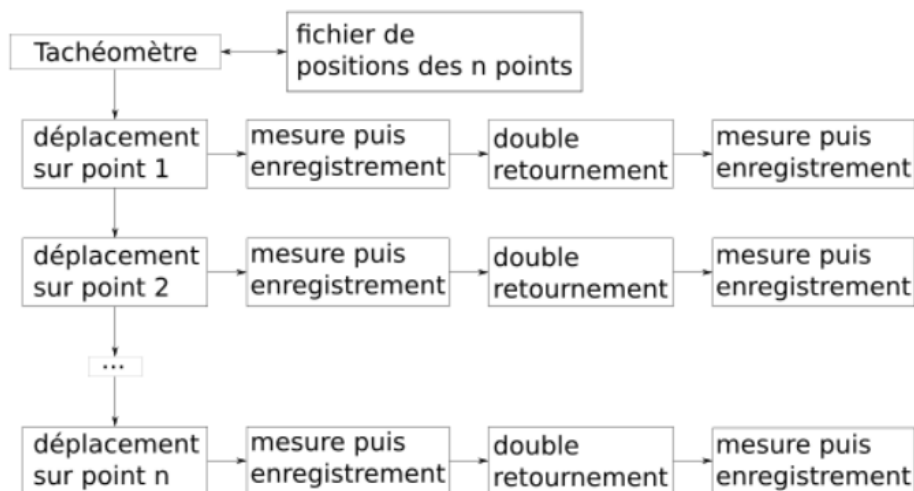 Tachéomètre
fichier de
positions des n points
déplacement
sur point 1
mesure puis
enregistrement
double
retournement
mesure puis
enregistrement
déplacement
sur point 2
mesure puis
enregistrement
double
retournement
mesure puis
enregistrement
...
déplacement
sur point n
mesure puis
enregistrement
double
retournement
mesure puis
enregistrement